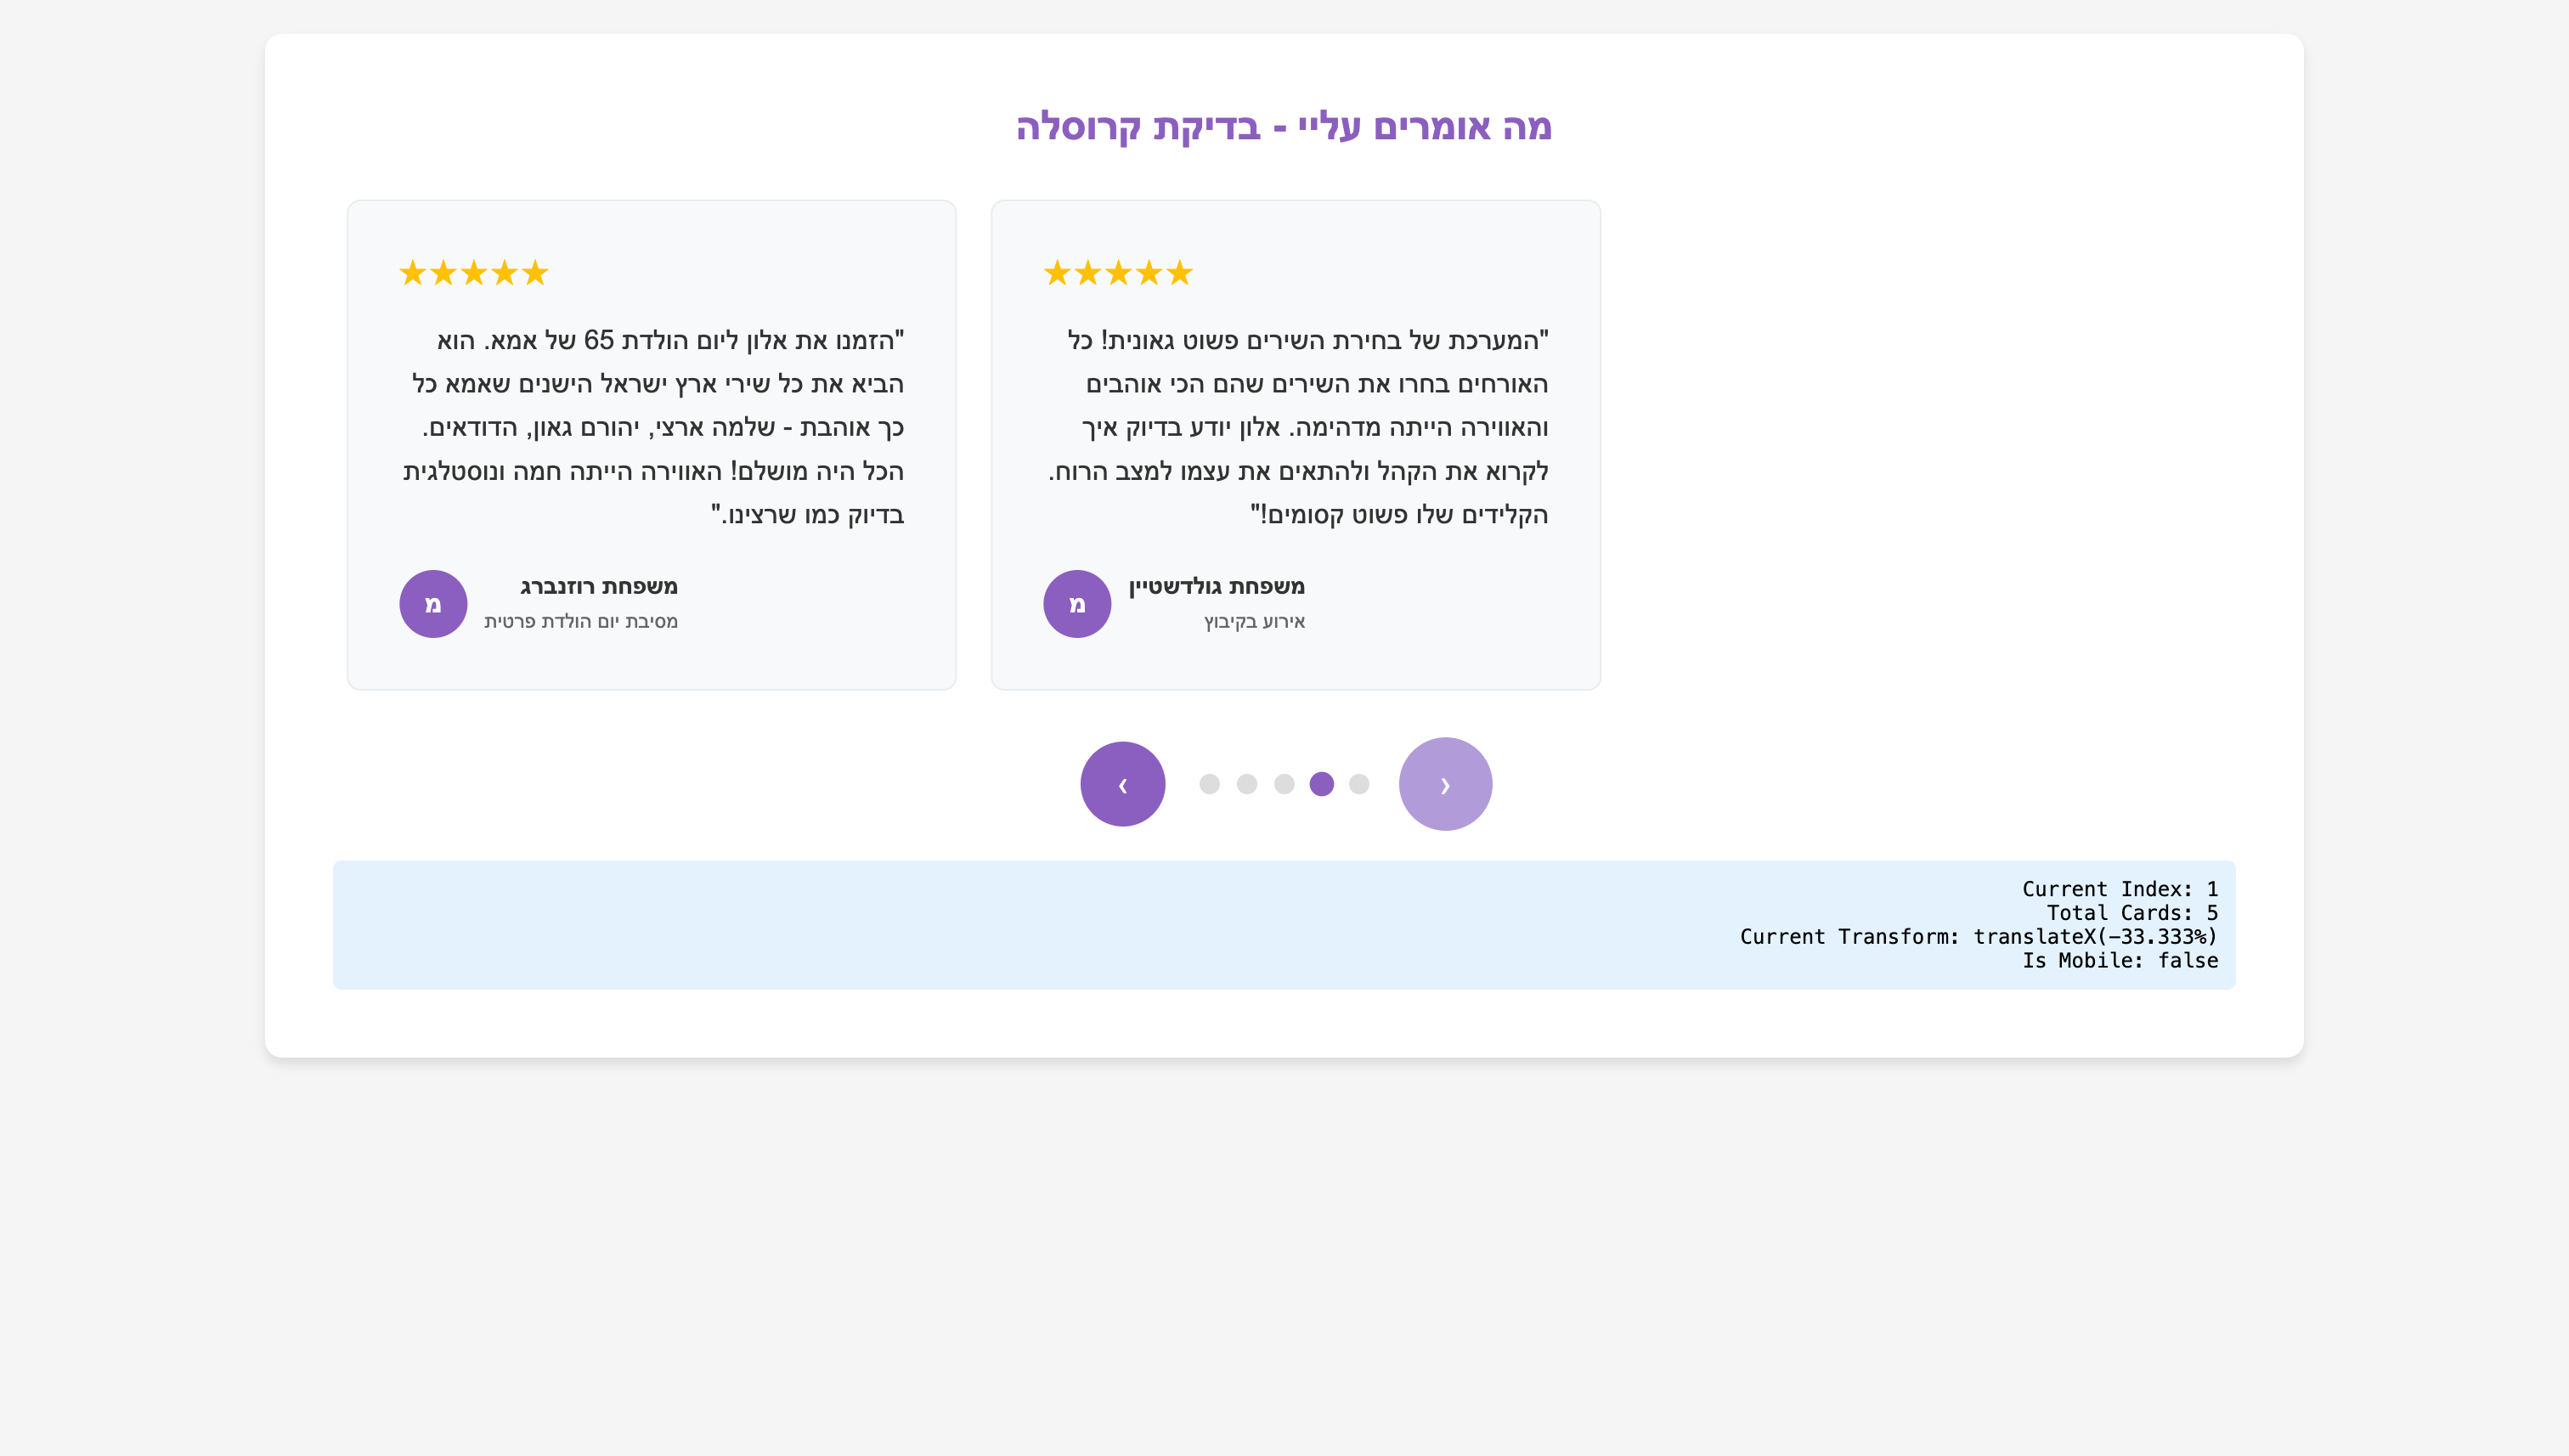 מה אומרים עליי - בדיקת קרוסלה
★★★★★
"המערכת של בחירת השירים פשוט גאונית! כל
האורחים בחרו את השירים שהם הכי אוהבים
והאווירה הייתה מדהימה. אלון יודע בדיוק איך
לקרוא את הקהל ולהתאים את עצמו למצב הרוח.
הקלידים שלו פשוט קסומים!"
משפחת גולדשטיין
אירוע בקיבוץ
מ
★★★★★
"הזמנו את אלון ליום הולדת 65 של אמא. הוא
הביא את כל שירי ארץ ישראל הישנים שאמא כל
כך אוהבת - שלמה ארצי, יהורם גאון, הדודאים.
הכל היה מושלם! האווירה הייתה חמה ונוסטלגית
בדיוק כמו שרצינו."
משפחת רוזנברג
מסיבת יום הולדת פרטית
מ
Current Index: 1
Total Cards: 5
Current Transform: translateX(-33.333%)
Is Mobile: false